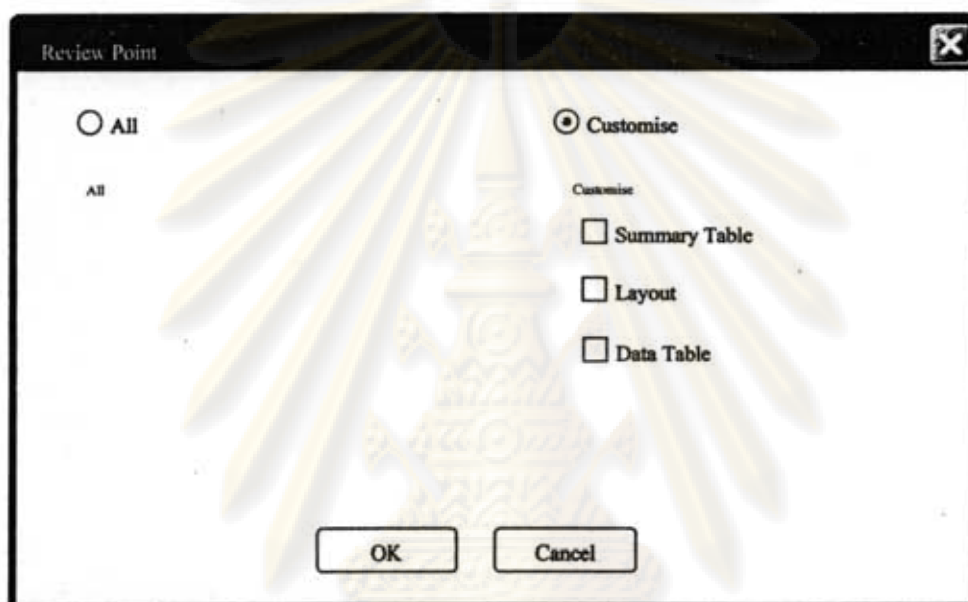 Review Point
All
Customise
All
Customise
Summary Table
Layout
Data Table
OK
Cancel